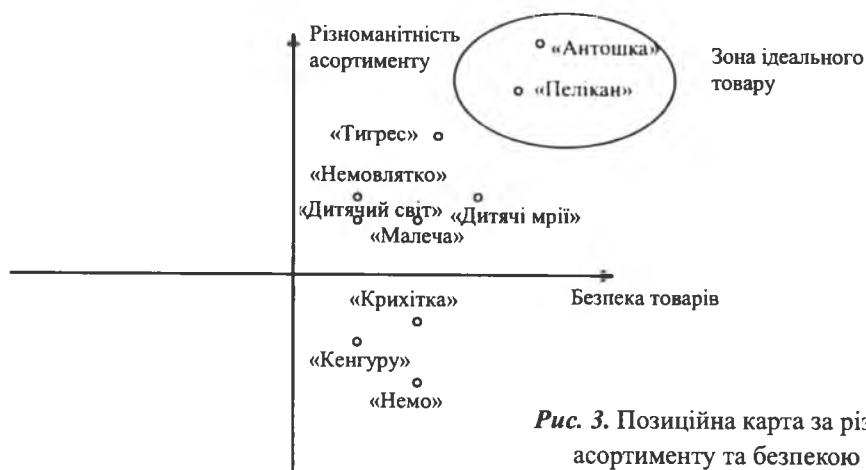 Різноманітність
асортименту
«Антошка»
«Пелікан»
Зона ідеального
товару
«Тигрес»
«Немовлятко»
«Дитячий світ»
«Дитячі мрії»
«Малеча»
Безпека товарів
«Крихітка»
«Кенгуру»
«Немо»
Рис. 3. Позиційна карта за
асортименту та безпекою